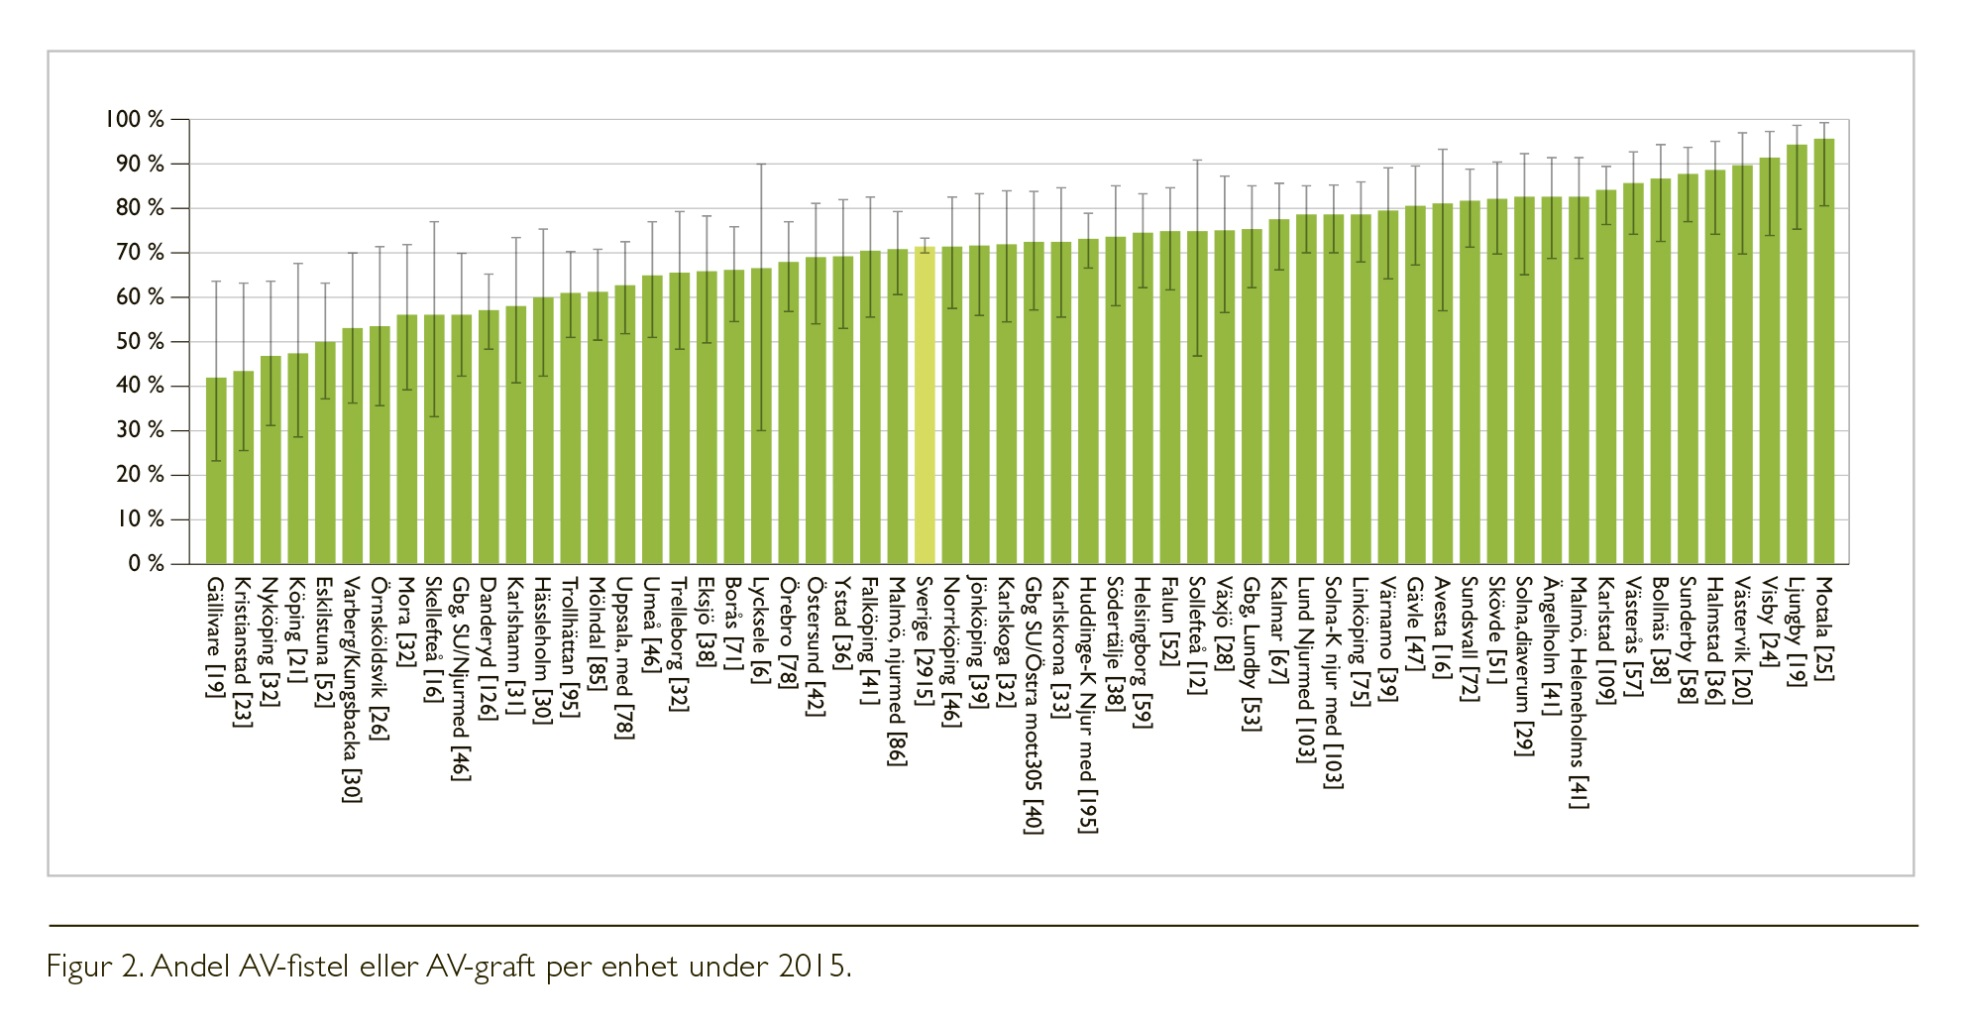 100 %
90 %
80 %
70 %
60 %
50 %
40 %
30 %
20 %
10 %
0 %
Gällivare [19]
Kristianstad [23]
Nyköping [32]
Köping [21]
Eskilstuna [52]
Varberg/Kungsbacka [30]
Örnsköldsvik [26]
Mora [32]
Skellefteå [16]
Gbg, SU/Njurmed [46]
Danderyd [126]
Karlshamn [31]
Hässleholm [30]
Trollhättan [95]
Mölndal [85]
Uppsala, med [78]
Umeå [46]
Trelleborg [32]
Eksjö [38]
Borås [71]
Lycksele [6]
Örebro [78]
Östersund [42]
Ystad [36]
Falköping [41]
Malmö, njurmed [86]
Sverige [2915]
Norrköping [46]
Jönköping [39]
Karlskoga [32]
Gbg SU/Östra mott305 [40]
Karlskrona [33]
Huddinge-K Njur med [195]
Södertälje [38]
Helsingborg [59]
Falun [52]
Sollefteå [12]
Växjö [28]
Gbg, Lundby [53]
Kalmar [67]
Lund Njurmed [103]
Solna-K njur med [103]
Linköping [75]
Värnamo [39]
Gävle [47]
Avesta [16]
Sundsvall [72]
Skövde [51]
Solna,diaverum [29]
Ängelholm [41]
Malmö, Heleneholms [41]
Karlstad [109]
Västerås [57]
Bollnäs [38]
Sunderby [58]
Halmstad [36]
Västervik [20]
Visby [24]
Ljungby [19]
Motala [25]
Figur 2. Andel AV-fistel eller AV-graft per enhet under 2015.